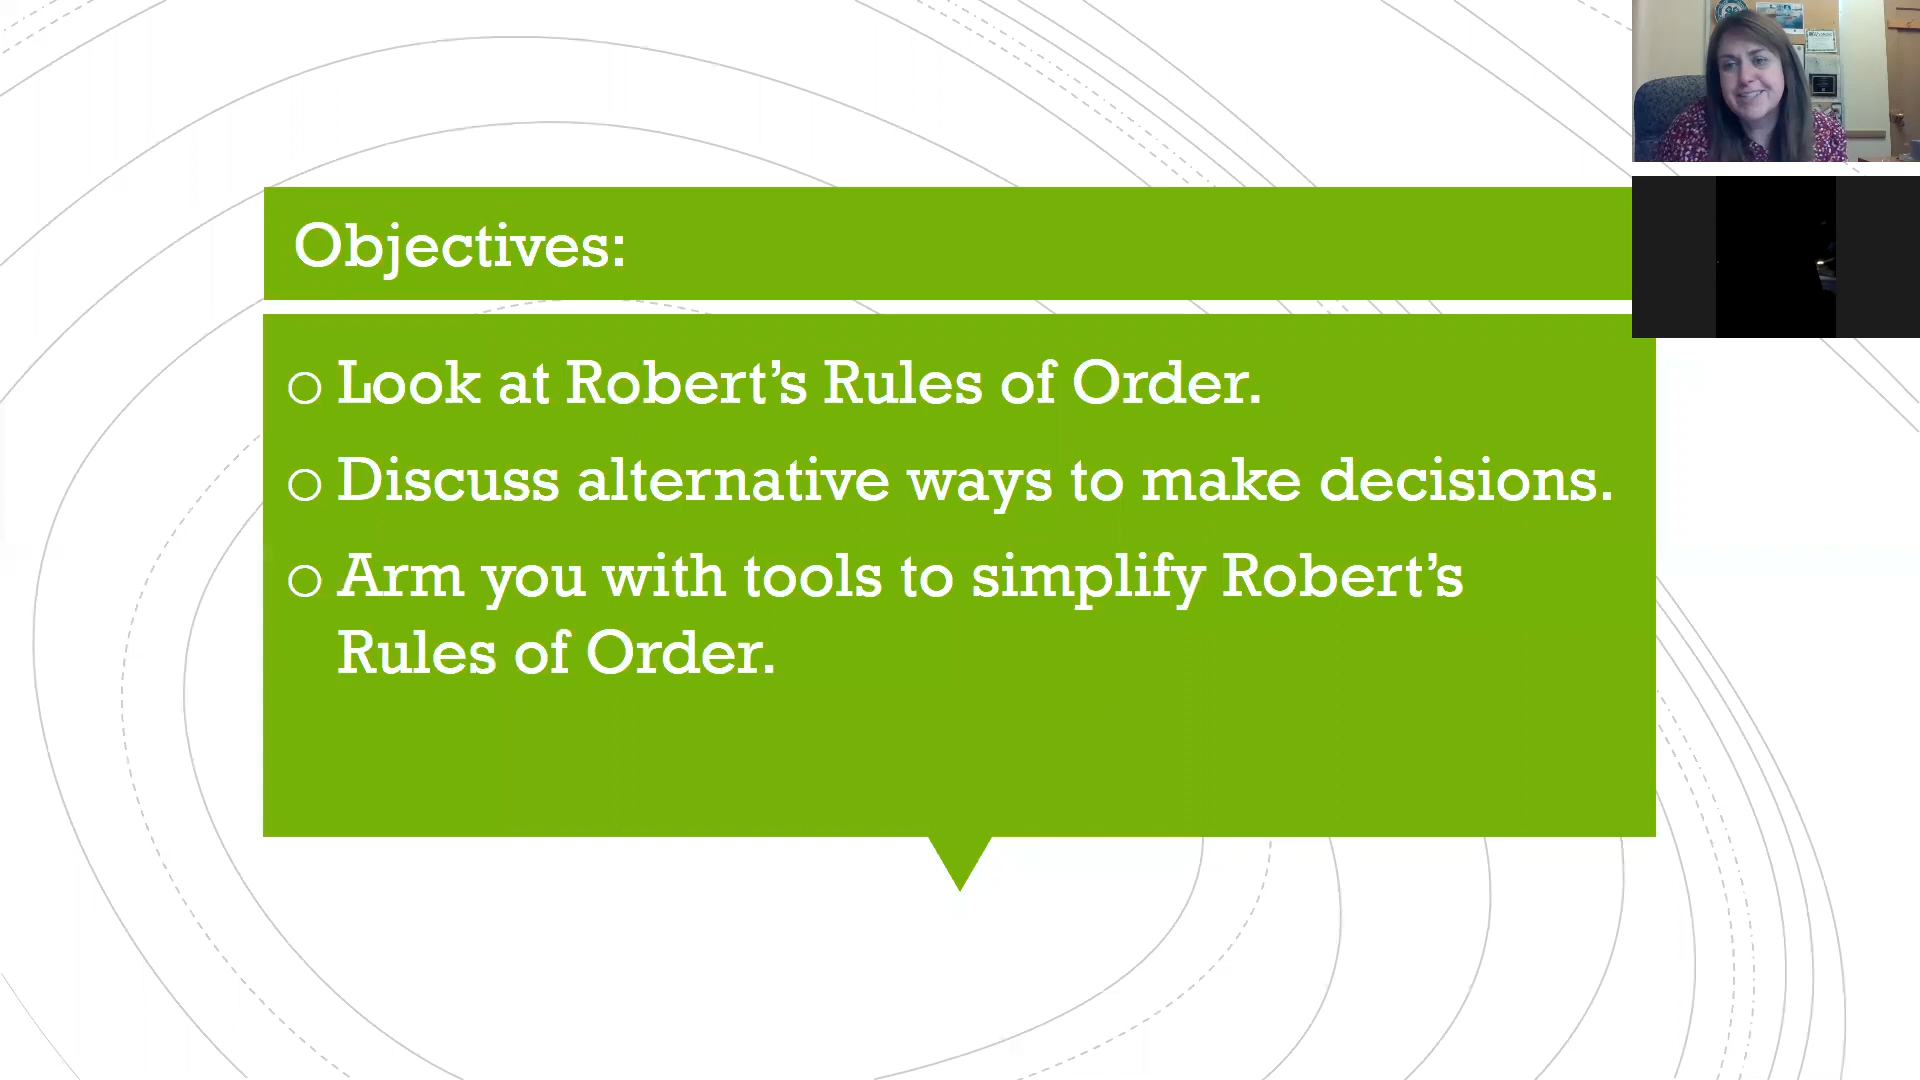 Objectives:
Look at Robert’s Rules of Order.
Discuss alternative ways to make decisions.
Arm you with tools to simplify Robert’s
Rules of Order.